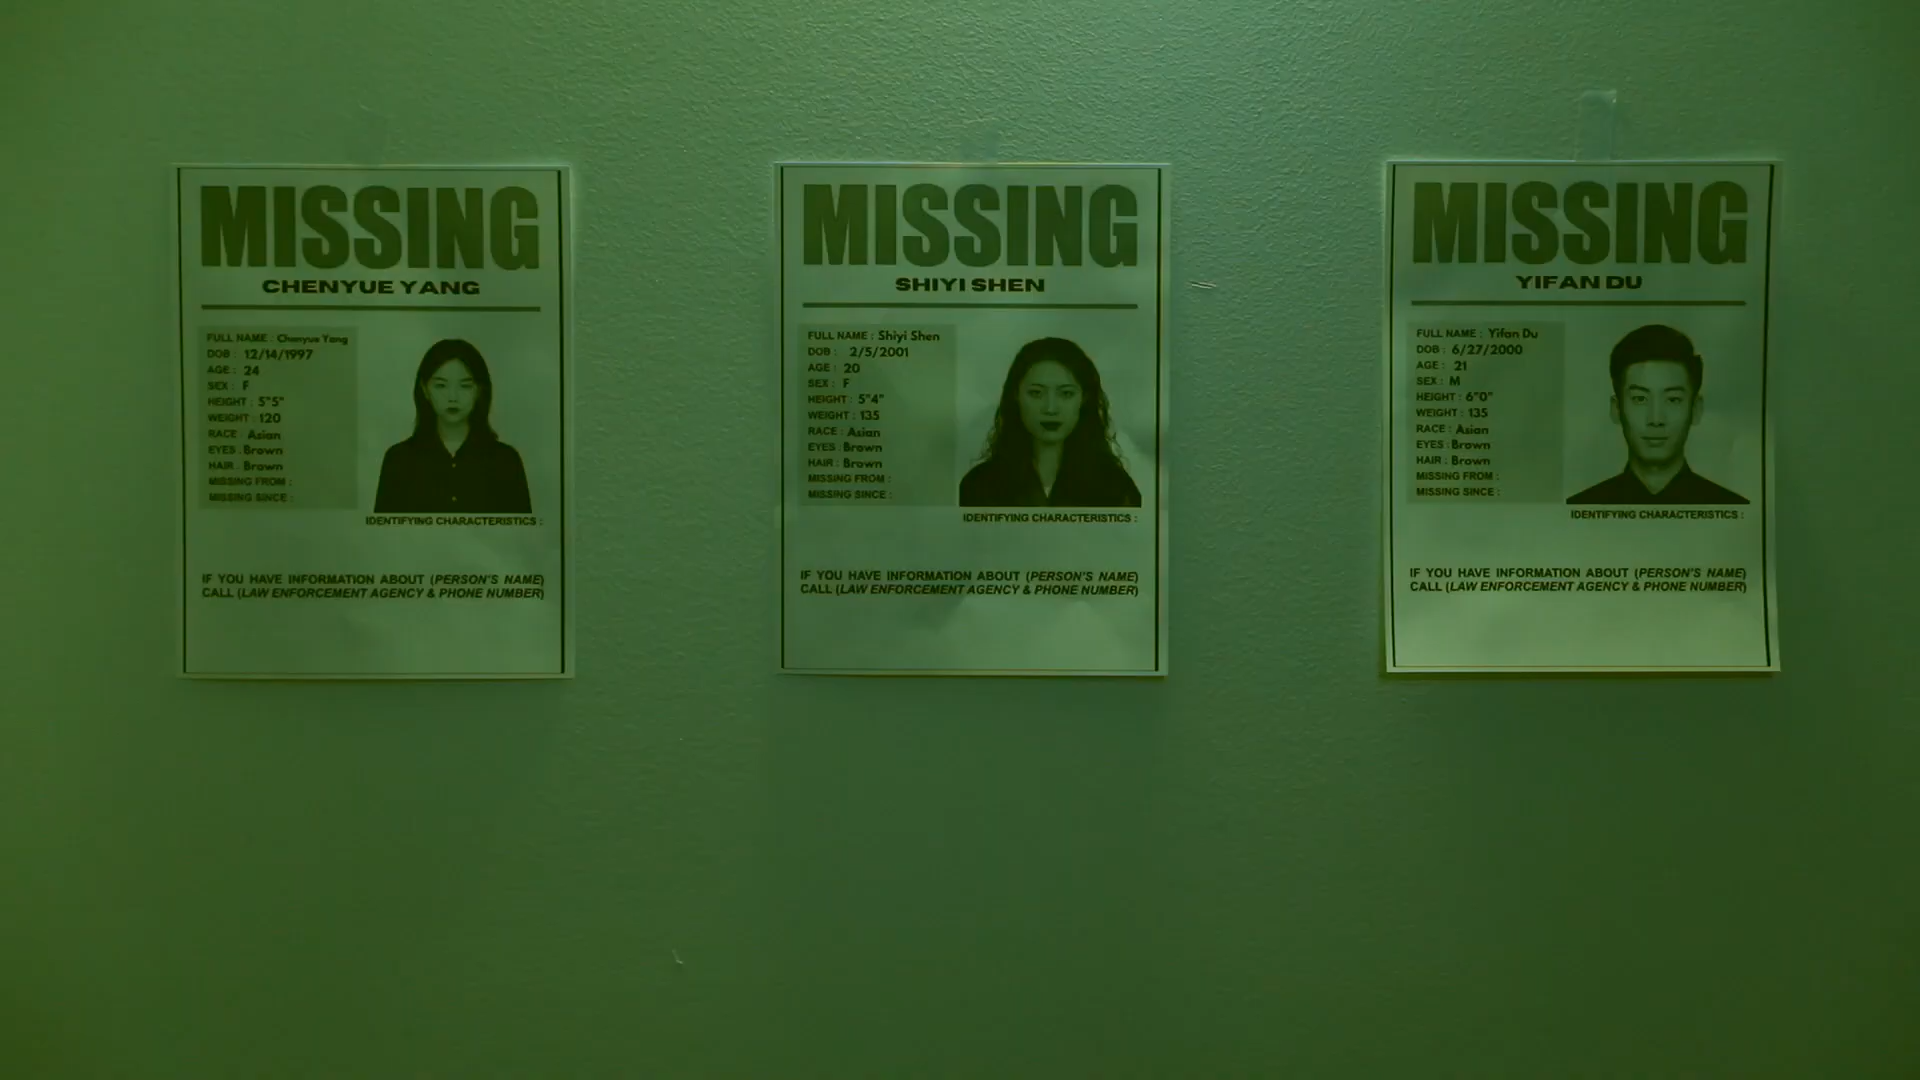 MISSING
CHENYUE YANG
FULL NAME : Chenyue Yang
DOB : 12/14/1997
AGE : 24
SEX : F
HEIGHT : 5"5"
WEIGHT : 120
RACE : Asian
EYES : Brown
HAIR : Brown
MISSING FROM :
MISSING SINCE :
IDENTIFYING CHARACTERISTICS :
IF YOU HAVE INFORMATION ABOUT (PERSON'S NAME)
CALL (LAW ENFORCEMENT AGENCY & PHONE NUMBER)
MISSING
SHIYI SHEN
FULL NAME : Shiyi Shen
DOB : 2/5/2001
AGE : 20
SEX : F
HEIGHT : 5"4"
WEIGHT : 135
RACE : Asian
EYES : Brown
HAIR : Brown
MISSING FROM :
MISSING SINCE :
IDENTIFYING CHARACTERISTICS :
IF YOU HAVE INFORMATION ABOUT (PERSON'S NAME)
CALL (LAW ENFORCEMENT AGENCY & PHONE NUMBER)
MISSING
YIFAN DU
FULL NAME : Yifan Du
DOB : 6/27/2000
AGE : 21
SEX : M
HEIGHT : 6"0"
WEIGHT : 135
RACE : Asian
EYES : Brown
HAIR : Brown
MISSING FROM :
MISSING SINCE :
IDENTIFYING CHARACTERISTICS :
IF YOU HAVE INFORMATION ABOUT (PERSON'S NAME)
CALL (LAW ENFORCEMENT AGENCY & PHONE NUMBER)